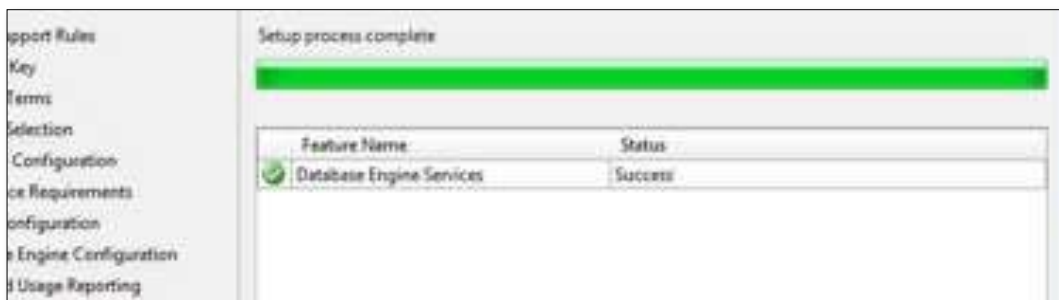 pport Rules
Key
Terms
Selection
Configuration
ce Requirements
onfiguration
e Engine Configuration
d Usage Reporting
Setup process complete
Feature Name Status
Database Engine Services Success